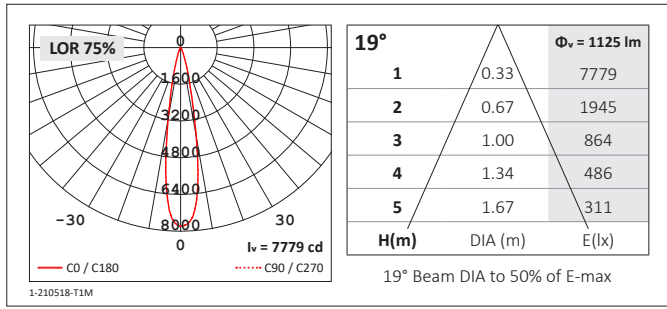 LOR 75%
0
1600
3200
4800
6400
8000
-30
30
0
Iᵥ = 7779 cd
C0 / C180
C90 / C270
1-210518-T1M
19°
Φᵥ = 1125 lm
1 0.33 7779
2 0.67 1945
3 1.00 864
4 1.34 486
5 1.67 311
H(m) DIA (m) E(lx)
19° Beam DIA to 50% of E-max